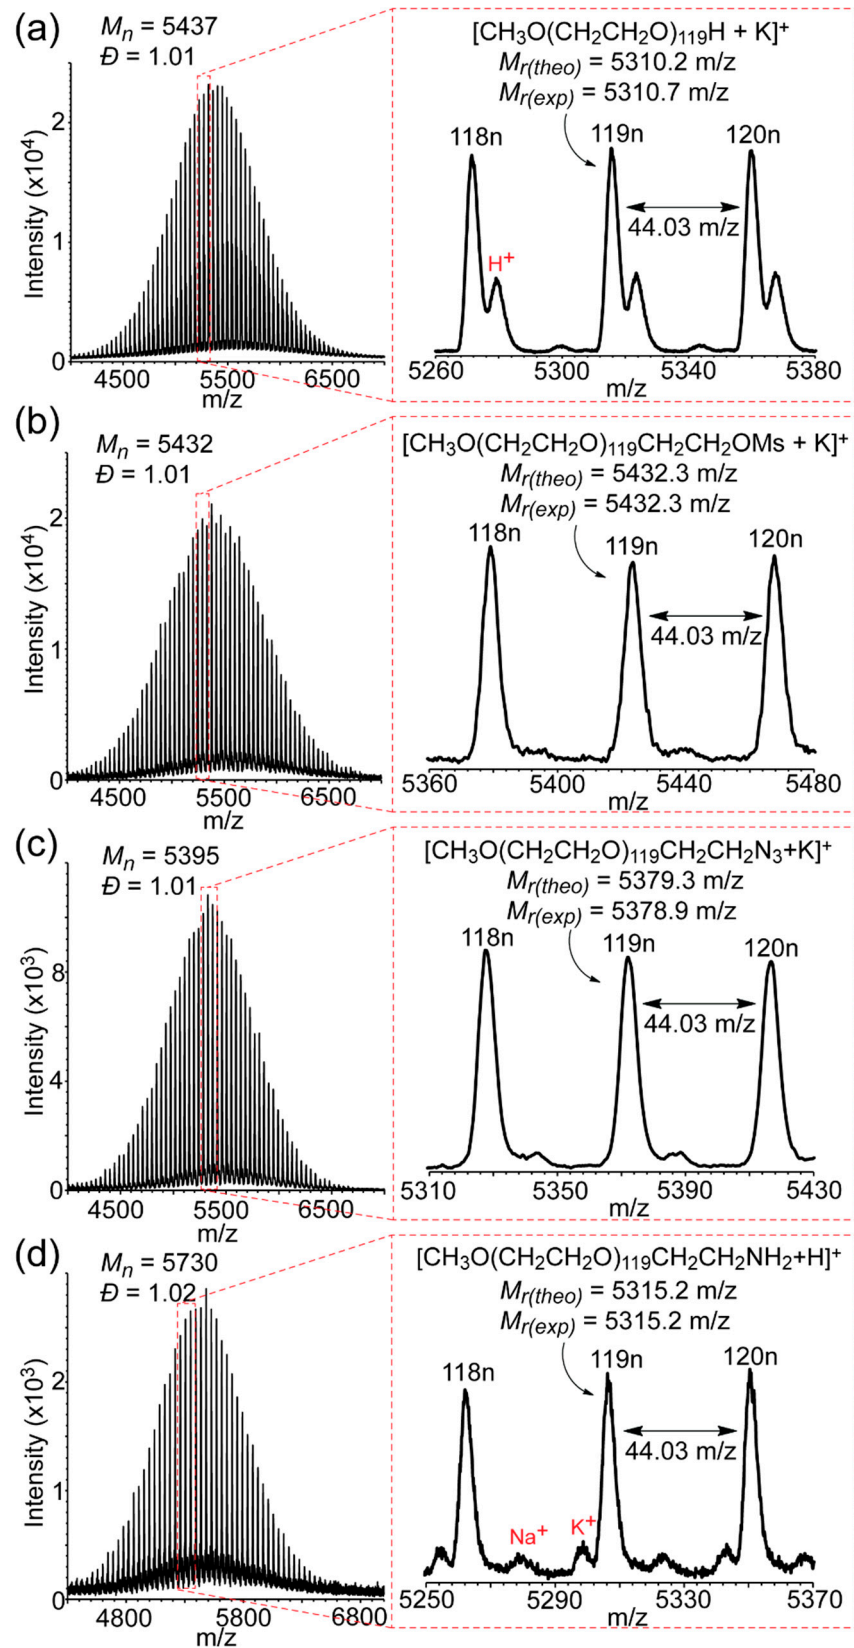 (a)
Mn = 5437
Đ = 1.01
Intensity (x10⁴)
2
1
0
4500 5500 6500
m/z
[CH₃O(CH₂CH₂O)₁₁₉H + K]⁺
Mr(theo) = 5310.2 m/z
Mr(exp) = 5310.7 m/z
118n 119n 120n
44.03 m/z
H⁺
5260 5300 5340 5380
m/z
(b)
Mn = 5432
Đ = 1.01
Intensity (x10⁴)
2
1
0
4500 5500 6500
m/z
[CH₃O(CH₂CH₂O)₁₁₉CH₂CH₂OMs + K]⁺
Mr(theo) = 5432.3 m/z
Mr(exp) = 5432.3 m/z
118n 119n 120n
44.03 m/z
5360 5400 5440 5480
m/z
(c)
Mn = 5395
Đ = 1.01
Intensity (x10³)
8
4
0
4500 5500 6500
m/z
[CH₃O(CH₂CH₂O)₁₁₉CH₂CH₂N₃+K]⁺
Mr(theo) = 5379.3 m/z
Mr(exp) = 5378.9 m/z
118n 119n 120n
44.03 m/z
5310 5350 5390 5430
m/z
(d)
Mn = 5730
Đ = 1.02
Intensity (x10³)
2
1
0
4800 5800 6800
m/z
[CH₃O(CH₂CH₂O)₁₁₉CH₂CH₂NH₂+H]⁺
Mr(theo) = 5315.2 m/z
Mr(exp) = 5315.2 m/z
118n 119n 120n
44.03 m/z
Na⁺ K⁺
5250 5290 5330 5370
m/z